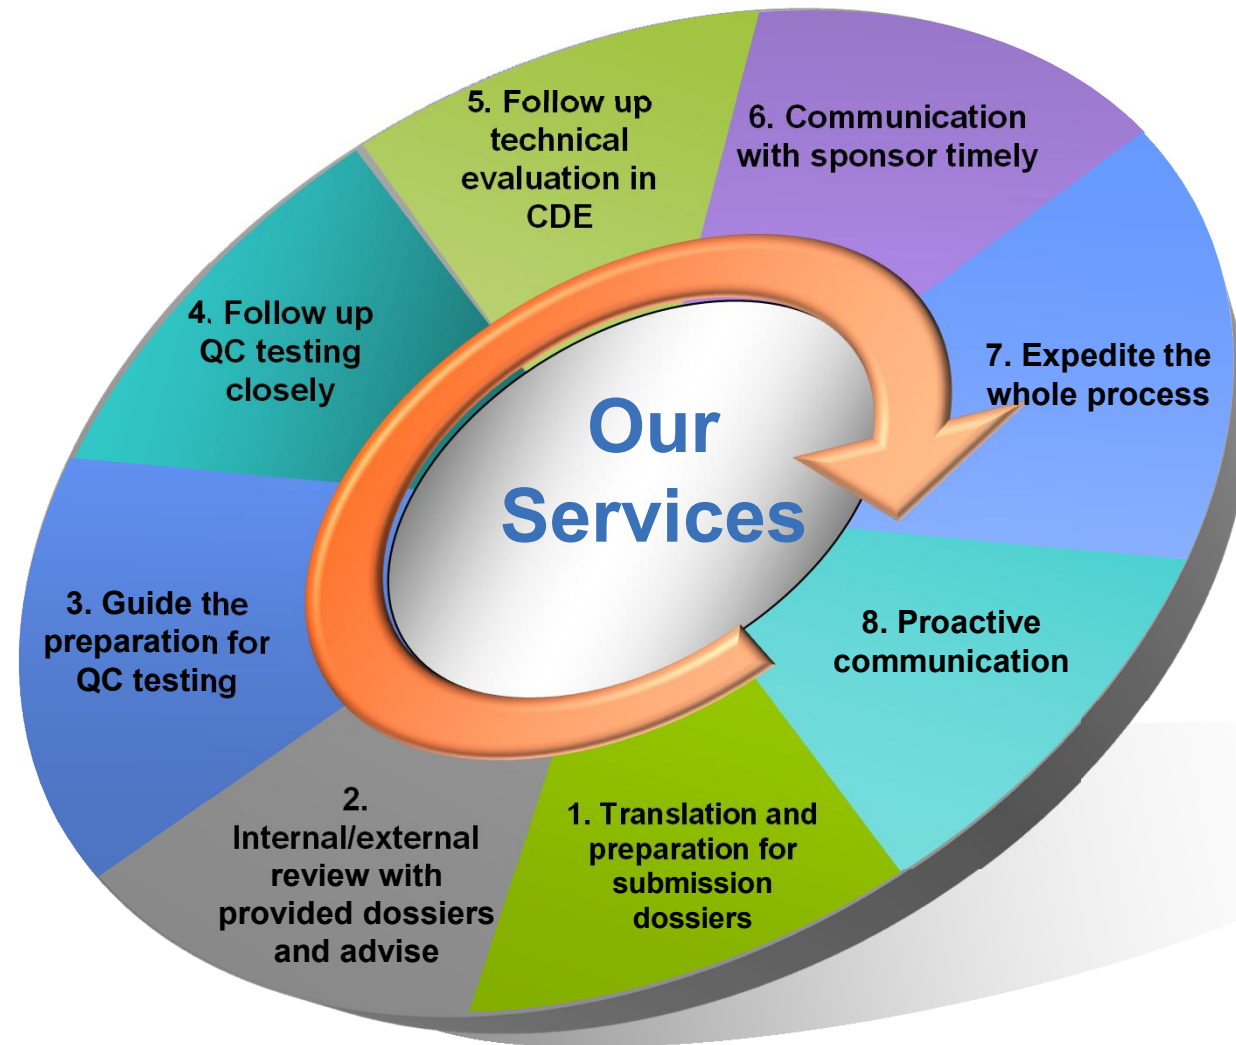 Our
Services
1. Translation and
preparation for
submission
dossiers
2.
Internal/external
review with
provided dossiers
and advise
3. Guide the
preparation for
QC testing
4. Follow up
QC testing
closely
5. Follow up
technical
evaluation in
CDE
6. Communication
with sponsor timely
7. Expedite the
whole process
8. Proactive
communication